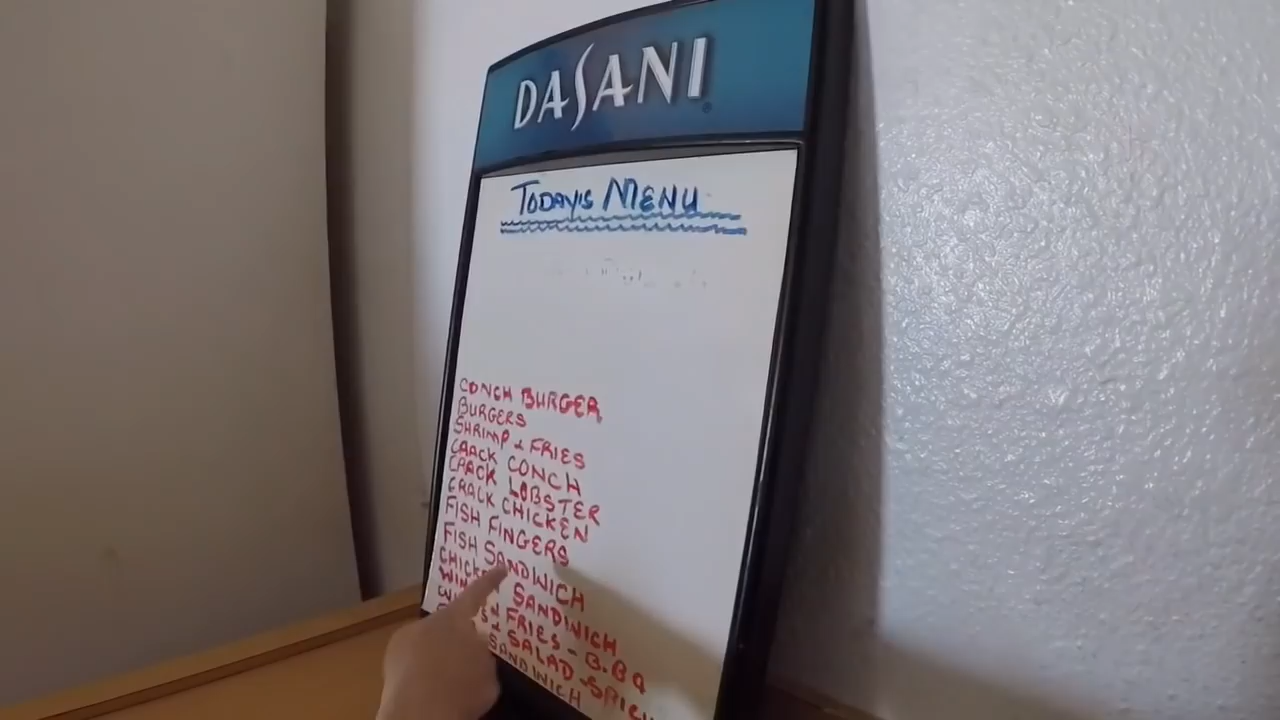 DASANI
TODAY'S MENU
CONCH BURGER
BURGERS
SHRIMP & FRIES
CRACK CONCH
CRACK LOBSTER
CRACK CHICKEN
FISH FINGERS
FISH SANDWICH
SANDWICH
& FRIES - B.BQ
& SALAD -
SANDWICH